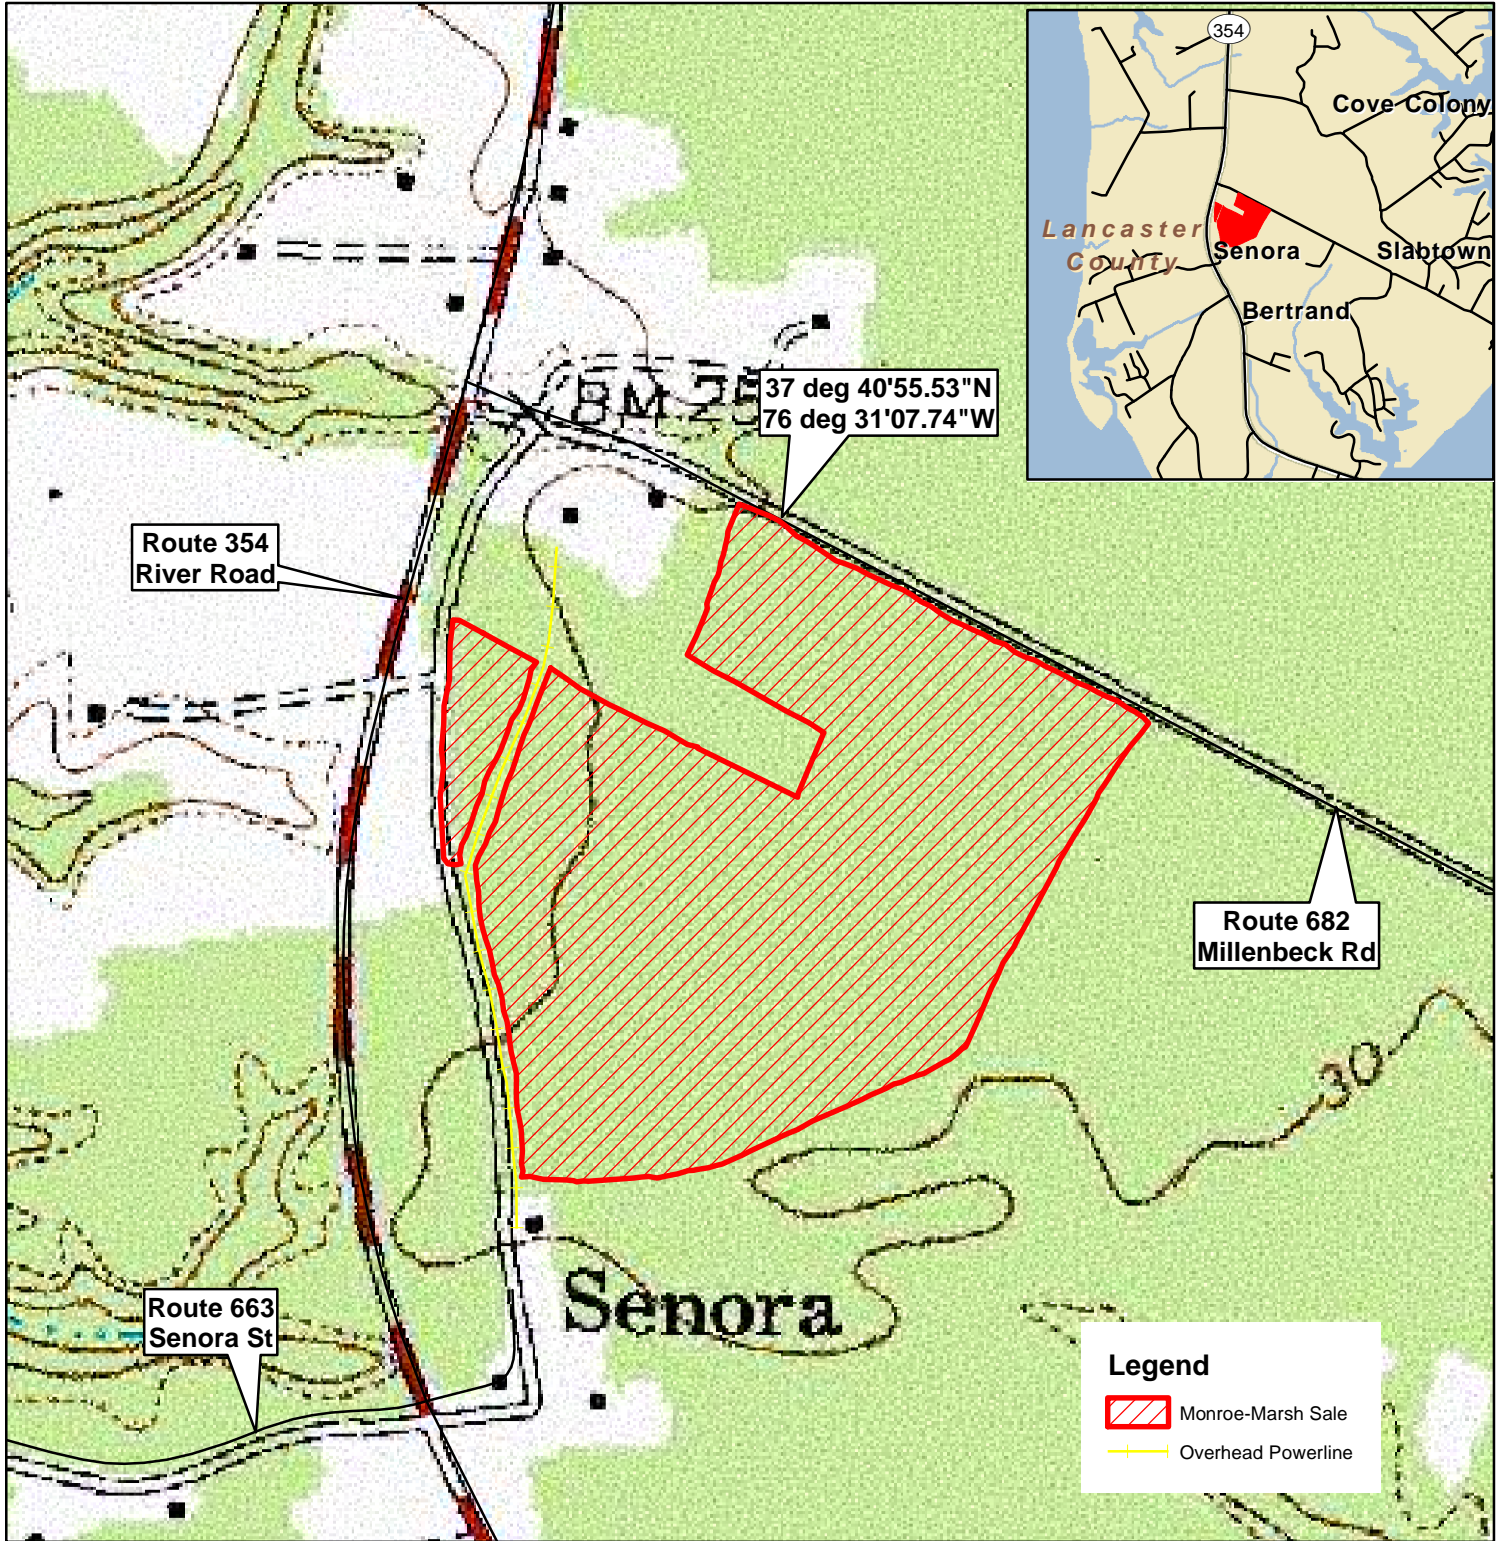 354
Cove Colony
Lancaster
County
Senora
Slabtown
Bertrand
BM 25
37 deg 40'55.53"N
76 deg 31'07.74"W
Route 354
River Road
Route 682
Millenbeck Rd
30
Senora
Route 663
Senora St
Legend
Monroe-Marsh Sale
Overhead Powerline